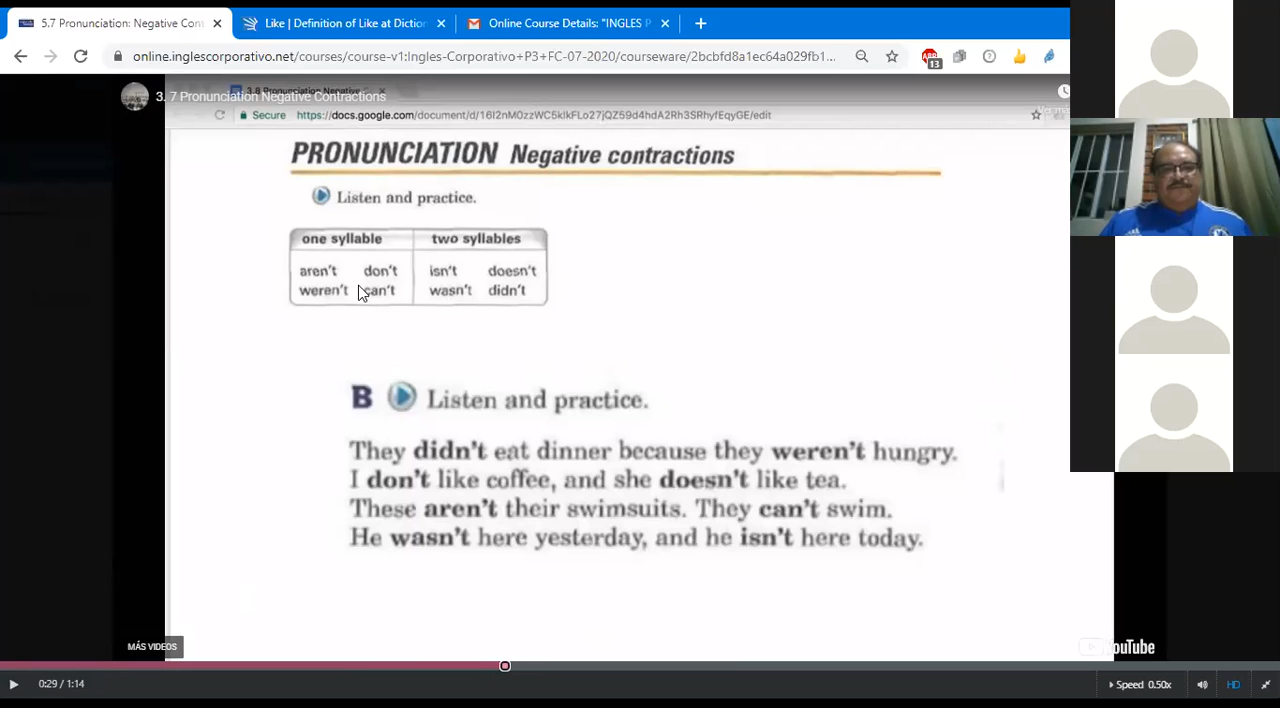 5.7 Pronunciation: Negative Cont
Like | Definition of Like at Diction
Online Course Details: "INGLES P
online.inglescorporativo.net/courses/course-v1:Ingles-Corporativo+P3+FC-07-2020/courseware/2bcbfd8a1ec64a029fb1...
13
3. 7 Pronunciation Negative Contractions
Secure https://docs.google.com/document/d/16I2nM0zzWC5kIkFLo27jQZ59d4hdA2Rh3SRhyfEqyGE/edit
PRONUNCIATION Negative contractions
Listen and practice.
one syllable two syllables
aren't don't isn't doesn't
weren't can't wasn't didn't
B Listen and practice.
They didn't eat dinner because they weren't hungry.
I don't like coffee, and she doesn't like tea.
These aren't their swimsuits. They can't swim.
He wasn't here yesterday, and he isn't here today.
MÁS VIDEOS
YouTube
0:29 / 1:14
Speed 0.50x
HD